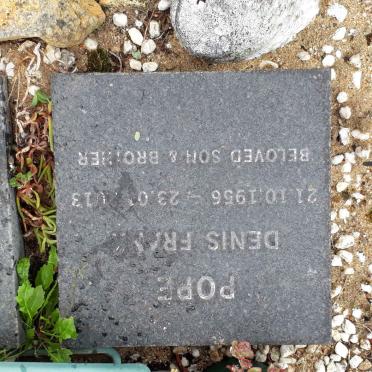 POPE
DENIS
21.10.1956 –
BELOVED SON & BROTHER